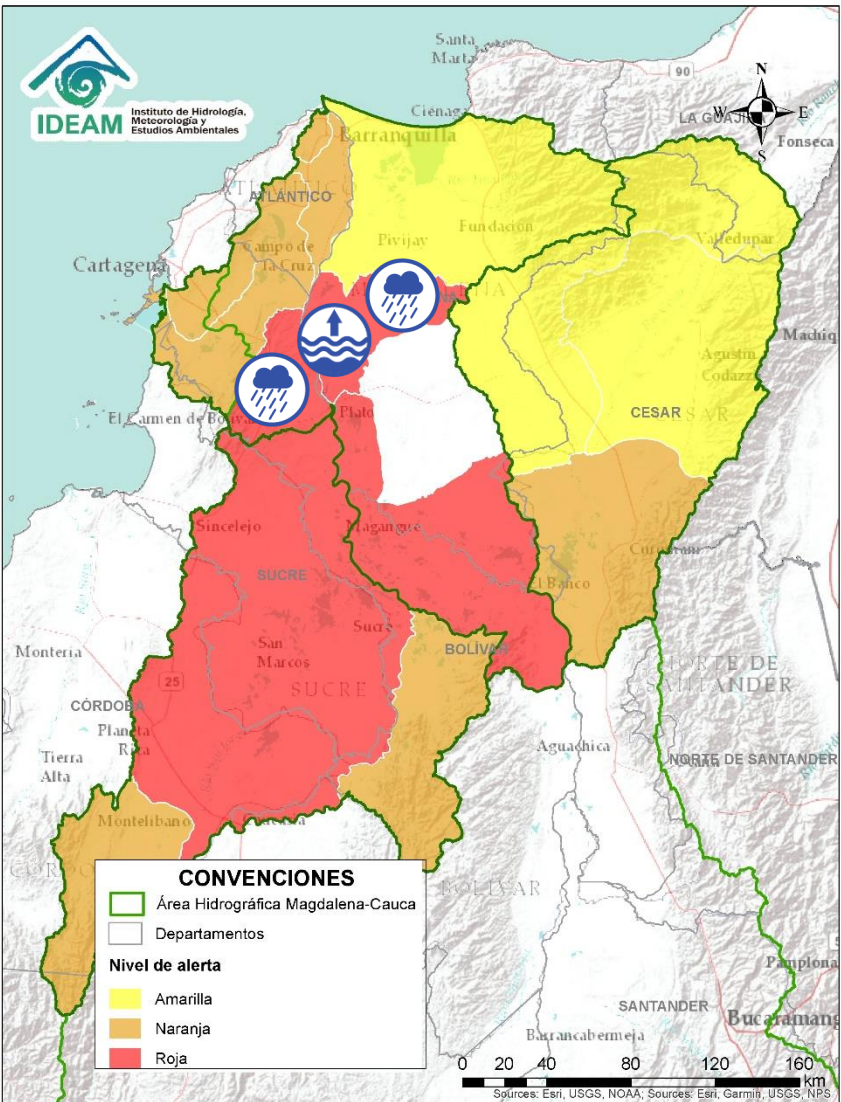 IDEAM
Instituto de Hidrología,
Meteorología y
Estudios Ambientales
Santa
Marta
90
N
W
E
S
Ciénaga
LA GUAJI
Fonseca
Barranquilla
ATLÁNTICO
Fundación
Pivijay
Valledupar
Campo de
la Cruz
Cartagena
Machiq
Agustín
Codazzi
CESAR
El Carmen de Bolívar
Plato
Sincelejo
Magangué
SUCRE
El Banco
Sucre
BOLÍVAR
Montería
San
Marcos
SUCRE
25
NORTE DE
SANTANDER
CÓRDOBA
Planeta
Rica
Tierra
Alta
Aguachica
NORTE DE SANTANDER
Montelíbano
BOLÍVAR
CONVENCIONES
Área Hidrográfica Magdalena-Cauca
Departamentos
Nivel de alerta
Amarilla
Naranja
Roja
Pamplona
SANTANDER
Bucaramang
Barrancabermeja
0 20 40 80 120 160
km
Sources: Esri, USGS, NOAA; Sources: Esri, Garmin, USGS, NPS